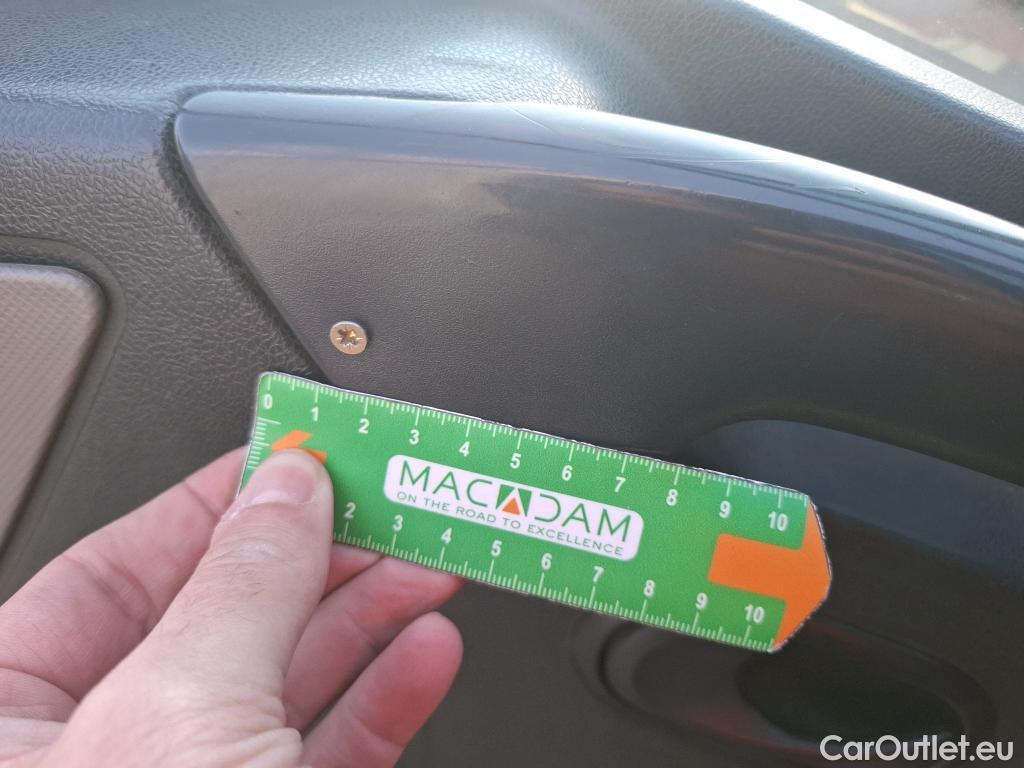 0 1 2 3 4 5 6 7 8 9 10
MACADAM
ON THE ROAD TO EXCELLENCE
2 3 4 5 6 7 8 9 10
CarOutlet.eu